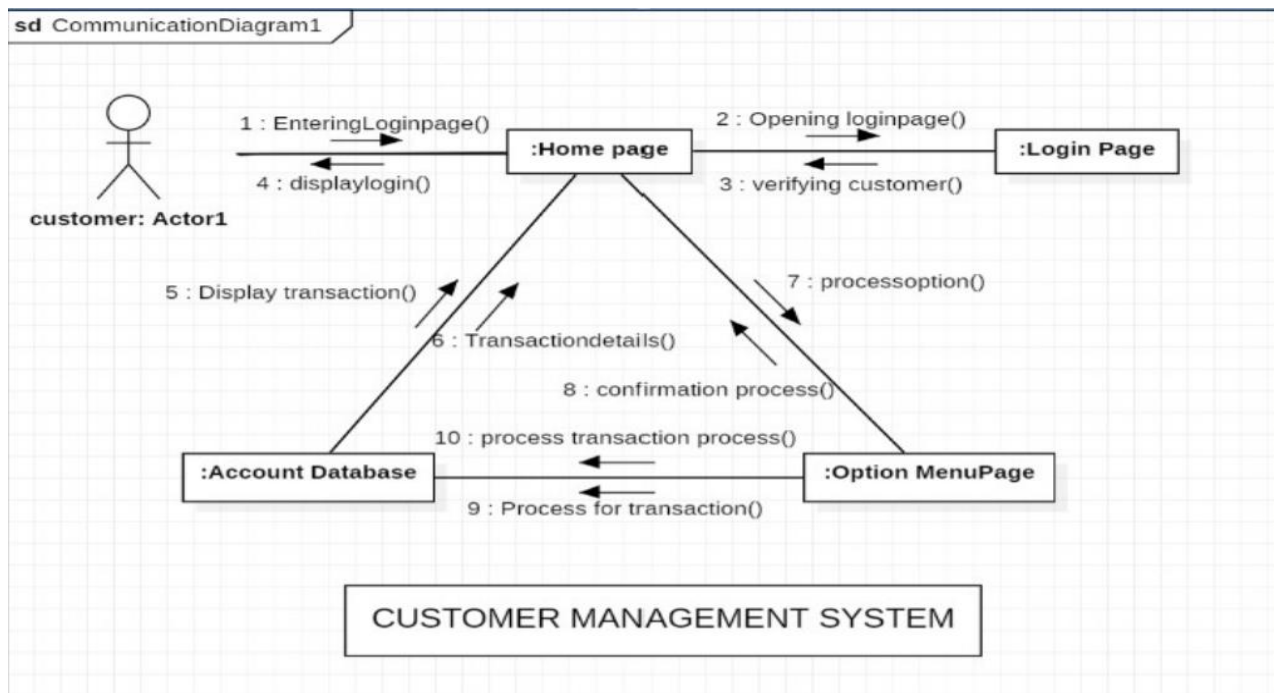 sd CommunicationDiagram1
1 : EnteringLoginpage()
2 : Opening loginpage()
:Home page
:Login Page
4 : displaylogin()
3 : verifying customer()
customer: Actor1
5 : Display transaction()
7 : processoption()
6 : Transactiondetails()
8 : confirmation process()
10 : process transaction process()
:Account Database
:Option MenuPage
9 : Process for transaction()
CUSTOMER MANAGEMENT SYSTEM